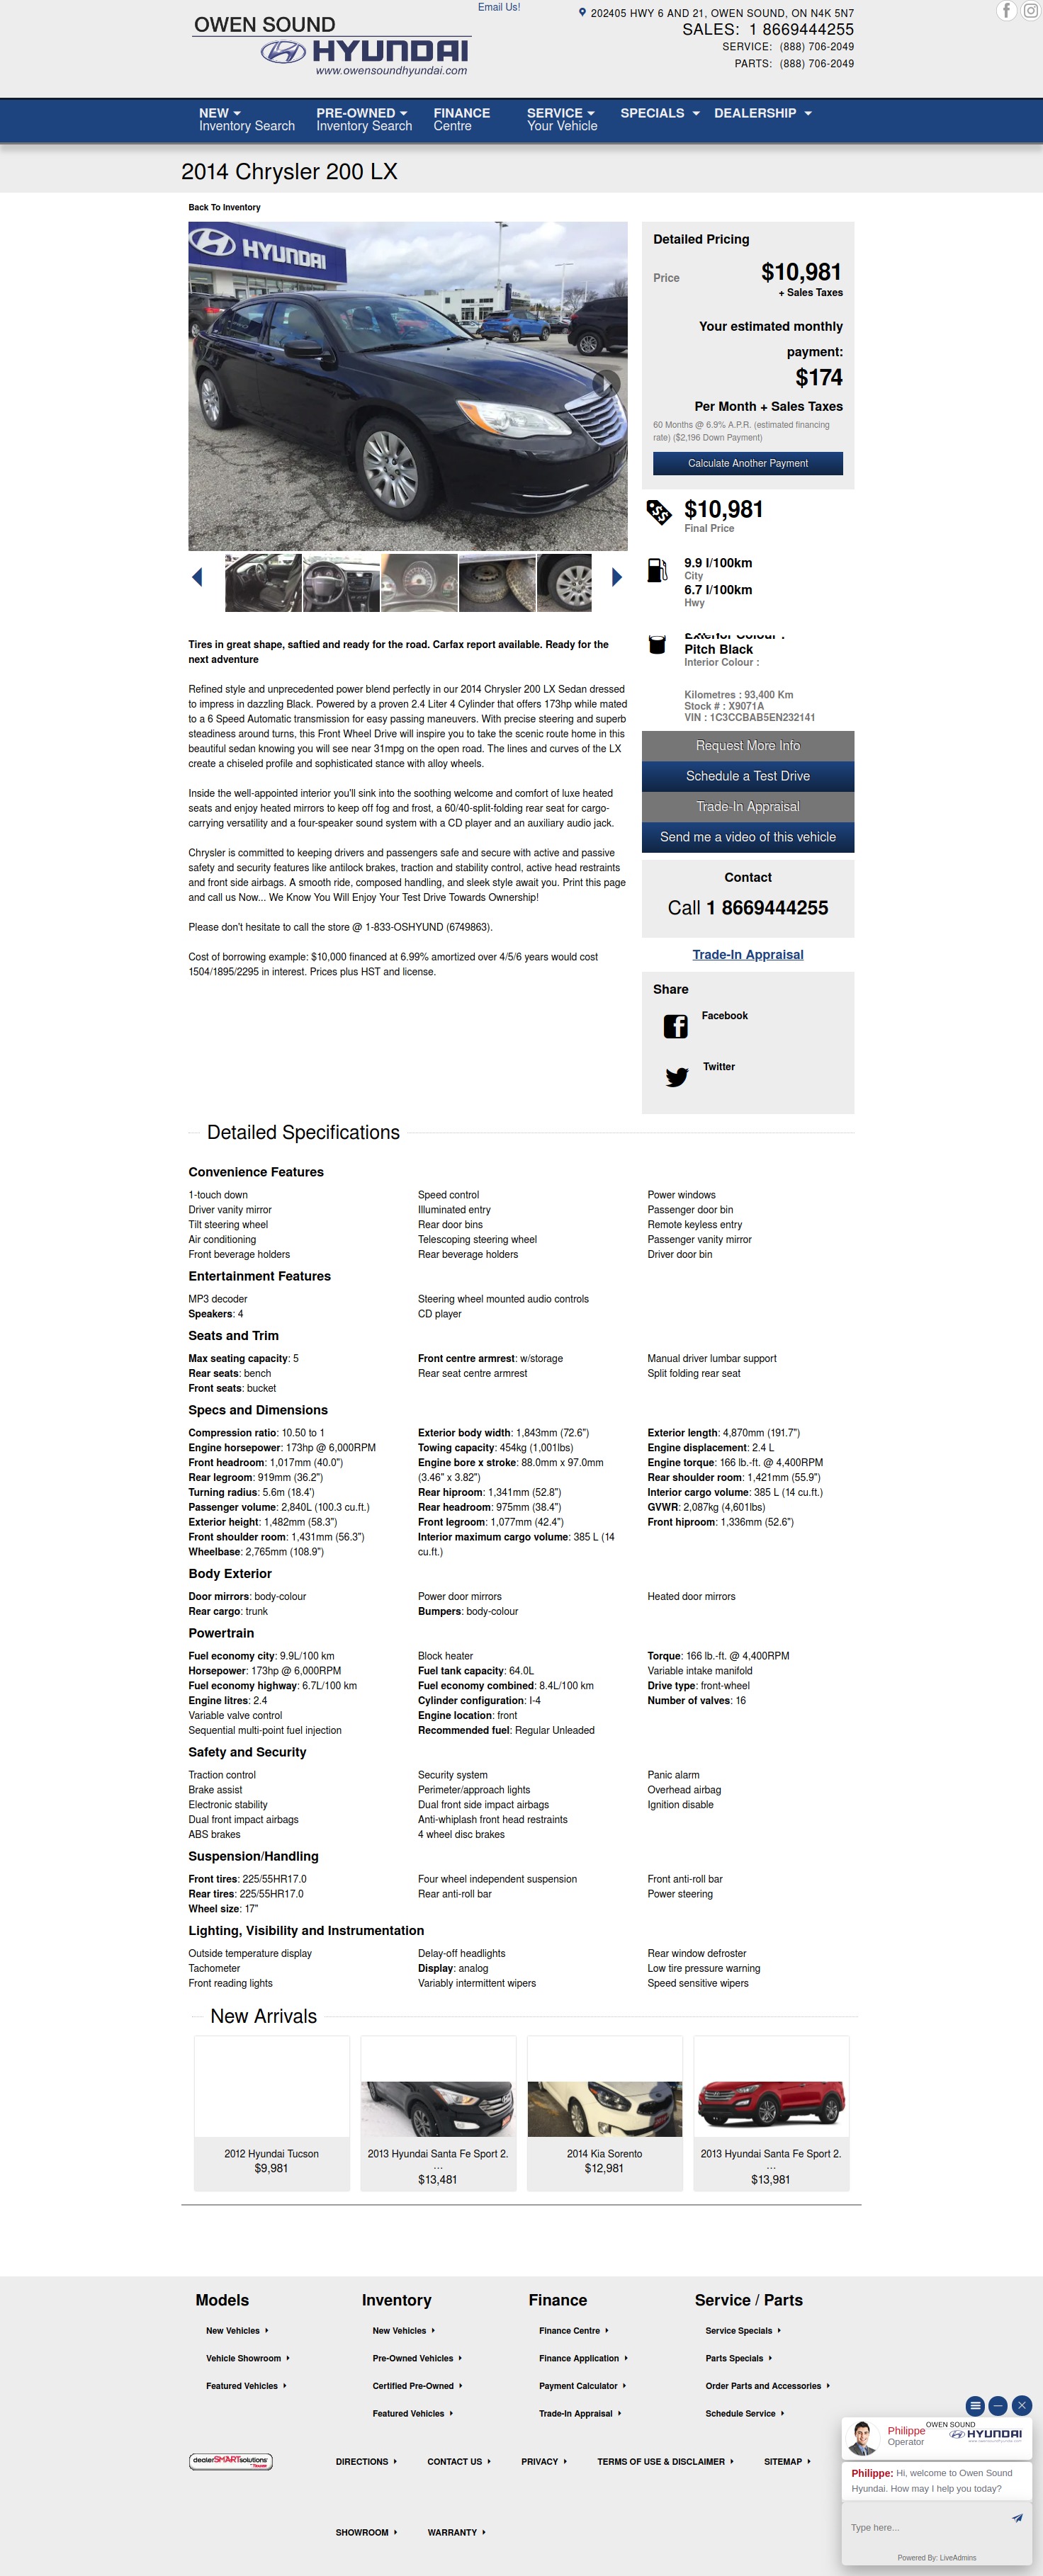 Email Us!
202405 HWY 6 AND 21, OWEN SOUND, ON N4K 5N7
SALES: 1 8669444255
SERVICE: (888) 706-2049
PARTS: (888) 706-2049
OWEN SOUND
HYUNDAI
www.owensoundhyundai.com
NEW
Inventory Search
PRE-OWNED
Inventory Search
FINANCE
Centre
SERVICE
Your Vehicle
SPECIALS
DEALERSHIP
2014 Chrysler 200 LX
Back To Inventory
HYUNDAI
Detailed Pricing
Price
$10,981
+ Sales Taxes
Your estimated monthly
payment:
$174
Per Month + Sales Taxes
60 Months @ 6.9% A.P.R. (estimated financing
rate) ($2,196 Down Payment)
Calculate Another Payment
$10,981
Final Price
9.9 l/100km
City
6.7 l/100km
Hwy
Exterior Colour :
Pitch Black
Interior Colour :
Kilometres : 93,400 Km
Stock # : X9071A
VIN : 1C3CCBAB5EN232141
Request More Info
Schedule a Test Drive
Trade-In Appraisal
Send me a video of this vehicle
Contact
Call 1 8669444255
Trade-In Appraisal
Share
Facebook
Twitter
Tires in great shape, saftied and ready for the road. Carfax report available. Ready for the
next adventure
Refined style and unprecedented power blend perfectly in our 2014 Chrysler 200 LX Sedan dressed
to impress in dazzling Black. Powered by a proven 2.4 Liter 4 Cylinder that offers 173hp while mated
to a 6 Speed Automatic transmission for easy passing maneuvers. With precise steering and superb
steadiness around turns, this Front Wheel Drive will inspire you to take the scenic route home in this
beautiful sedan knowing you will see near 31mpg on the open road. The lines and curves of the LX
create a chiseled profile and sophisticated stance with alloy wheels.
Inside the well-appointed interior you'll sink into the soothing welcome and comfort of luxe heated
seats and enjoy heated mirrors to keep off fog and frost, a 60/40-split-folding rear seat for cargo-
carrying versatility and a four-speaker sound system with a CD player and an auxiliary audio jack.
Chrysler is committed to keeping drivers and passengers safe and secure with active and passive
safety and security features like antilock brakes, traction and stability control, active head restraints
and front side airbags. A smooth ride, composed handling, and sleek style await you. Print this page
and call us Now... We Know You Will Enjoy Your Test Drive Towards Ownership!
Please don't hesitate to call the store @ 1-833-OSHYUND (6749863).
Cost of borrowing example: $10,000 financed at 6.99% amortized over 4/5/6 years would cost
1504/1895/2295 in interest. Prices plus HST and license.
Detailed Specifications
Convenience Features
1-touch down
Speed control
Power windows
Driver vanity mirror
Illuminated entry
Passenger door bin
Tilt steering wheel
Rear door bins
Remote keyless entry
Air conditioning
Telescoping steering wheel
Passenger vanity mirror
Front beverage holders
Rear beverage holders
Driver door bin
Entertainment Features
MP3 decoder
Steering wheel mounted audio controls
Speakers: 4
CD player
Seats and Trim
Max seating capacity: 5
Front centre armrest: w/storage
Manual driver lumbar support
Rear seats: bench
Rear seat centre armrest
Split folding rear seat
Front seats: bucket
Specs and Dimensions
Compression ratio: 10.50 to 1
Exterior body width: 1,843mm (72.6")
Exterior length: 4,870mm (191.7")
Engine horsepower: 173hp @ 6,000RPM
Towing capacity: 454kg (1,001lbs)
Engine displacement: 2.4 L
Front headroom: 1,017mm (40.0")
Engine bore x stroke: 88.0mm x 97.0mm
(3.46" x 3.82")
Engine torque: 166 lb.-ft. @ 4,400RPM
Rear legroom: 919mm (36.2")
Rear shoulder room: 1,421mm (55.9")
Turning radius: 5.6m (18.4')
Rear hiproom: 1,341mm (52.8")
Interior cargo volume: 385 L (14 cu.ft.)
Passenger volume: 2,840L (100.3 cu.ft.)
Rear headroom: 975mm (38.4")
GVWR: 2,087kg (4,601lbs)
Exterior height: 1,482mm (58.3")
Front legroom: 1,077mm (42.4")
Front hiproom: 1,336mm (52.6")
Front shoulder room: 1,431mm (56.3")
Interior maximum cargo volume: 385 L (14
cu.ft.)
Wheelbase: 2,765mm (108.9")
Body Exterior
Door mirrors: body-colour
Power door mirrors
Heated door mirrors
Rear cargo: trunk
Bumpers: body-colour
Powertrain
Fuel economy city: 9.9L/100 km
Block heater
Torque: 166 lb.-ft. @ 4,400RPM
Horsepower: 173hp @ 6,000RPM
Fuel tank capacity: 64.0L
Variable intake manifold
Fuel economy highway: 6.7L/100 km
Fuel economy combined: 8.4L/100 km
Drive type: front-wheel
Engine litres: 2.4
Cylinder configuration: I-4
Number of valves: 16
Variable valve control
Engine location: front
Sequential multi-point fuel injection
Recommended fuel: Regular Unleaded
Safety and Security
Traction control
Security system
Panic alarm
Brake assist
Perimeter/approach lights
Overhead airbag
Electronic stability
Dual front side impact airbags
Ignition disable
Dual front impact airbags
Anti-whiplash front head restraints
ABS brakes
4 wheel disc brakes
Suspension/Handling
Front tires: 225/55HR17.0
Four wheel independent suspension
Front anti-roll bar
Rear tires: 225/55HR17.0
Rear anti-roll bar
Power steering
Wheel size: 17"
Lighting, Visibility and Instrumentation
Outside temperature display
Delay-off headlights
Rear window defroster
Tachometer
Display: analog
Low tire pressure warning
Front reading lights
Variably intermittent wipers
Speed sensitive wipers
New Arrivals
2012 Hyundai Tucson
$9,981
2013 Hyundai Santa Fe Sport 2.
...
$13,481
2014 Kia Sorento
$12,981
2013 Hyundai Santa Fe Sport 2.
...
$13,981
Models
New Vehicles
Vehicle Showroom
Featured Vehicles
Inventory
New Vehicles
Pre-Owned Vehicles
Certified Pre-Owned
Featured Vehicles
Finance
Finance Centre
Finance Application
Payment Calculator
Trade-In Appraisal
Service / Parts
Service Specials
Parts Specials
Order Parts and Accessories
Schedule Service
dealerSMARTsolutions
DIRECTIONS
CONTACT US
PRIVACY
TERMS OF USE & DISCLAIMER
SITEMAP
SHOWROOM
WARRANTY
Philippe
Operator
OWEN SOUND
HYUNDAI
Philippe: Hi, welcome to Owen Sound
Hyundai. How may I help you today?
Type here...
Powered By: LiveAdmins